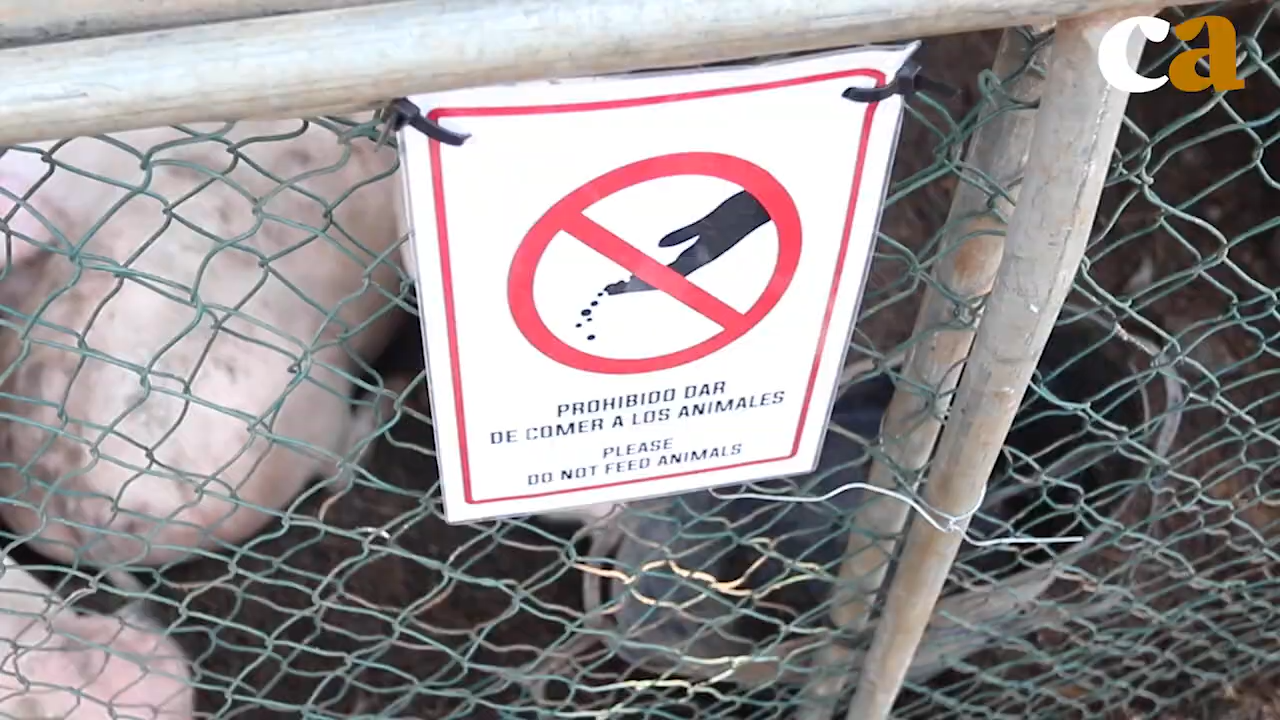 ca
PROHIBIDO DAR
DE COMER A LOS ANIMALES
PLEASE
DO NOT FEED ANIMALS